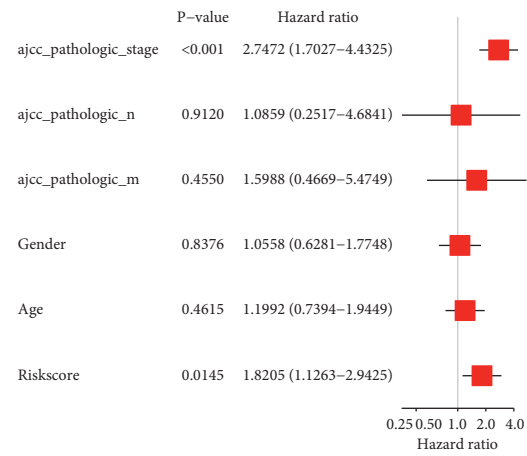 P−value Hazard ratio
ajcc_pathologic_stage <0.001 2.7472 (1.7027−4.4325)
ajcc_pathologic_n 0.9120 1.0859 (0.2517−4.6841)
ajcc_pathologic_m 0.4550 1.5988 (0.4669−5.4749)
Gender 0.8376 1.0558 (0.6281−1.7748)
Age 0.4615 1.1992 (0.7394−1.9449)
Riskscore 0.0145 1.8205 (1.1263−2.9425)
0.25 0.50 1.0 2.0 4.0
Hazard ratio